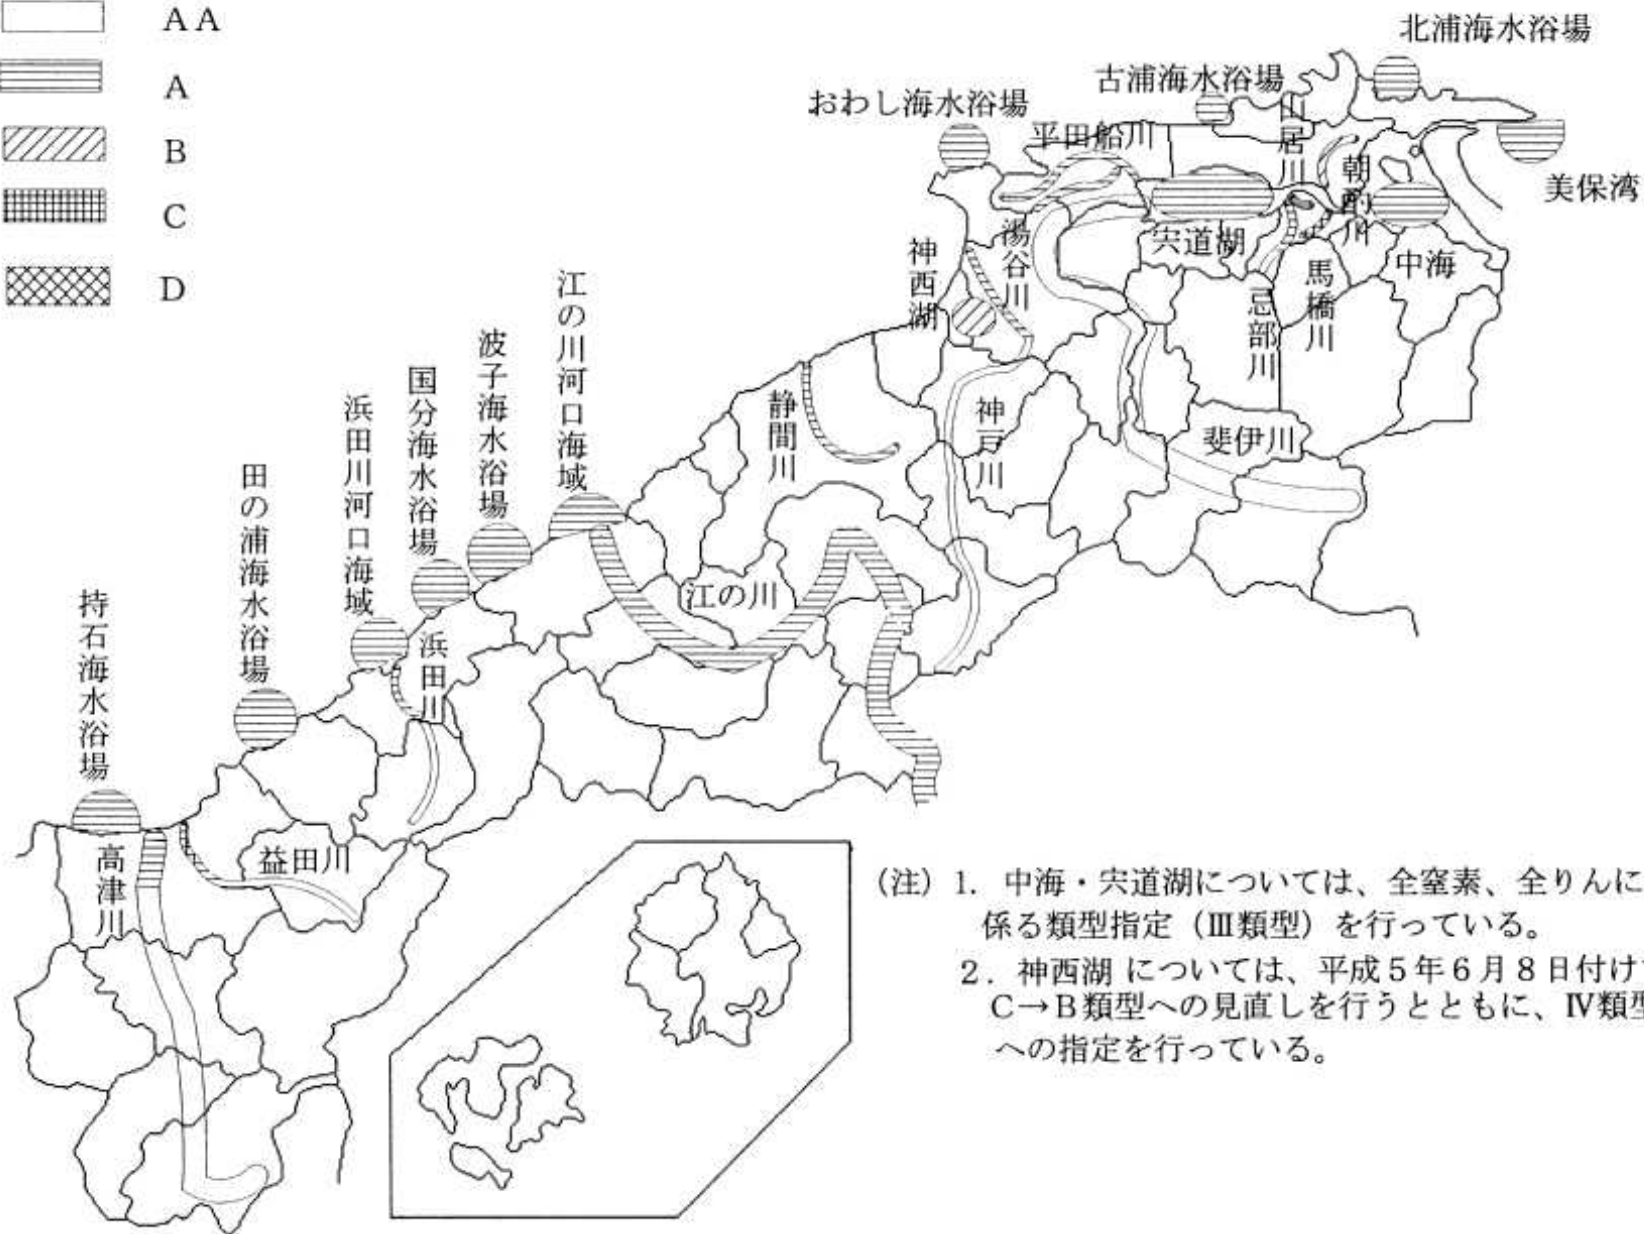 AA
A
B
C
D
北浦海水浴場
古浦海水浴場
おわし海水浴場
平田船川
山居川
朝酌川
美保湾
宍道湖
中海
湯谷川
神西湖
馬橋川
忌部川
斐伊川
神戸川
静間川
江の川河口海域
波子海水浴場
国分海水浴場
浜田川河口海域
田の浦海水浴場
持石海水浴場
江の川
浜田川
益田川
高津川
(注) 1. 中海・宍道湖については、全窒素、全りんに
係る類型指定(Ⅲ類型)を行っている。
2. 神西湖 については、平成5年6月8日付け
C→B類型への見直しを行うとともに、Ⅳ類型
への指定を行っている。